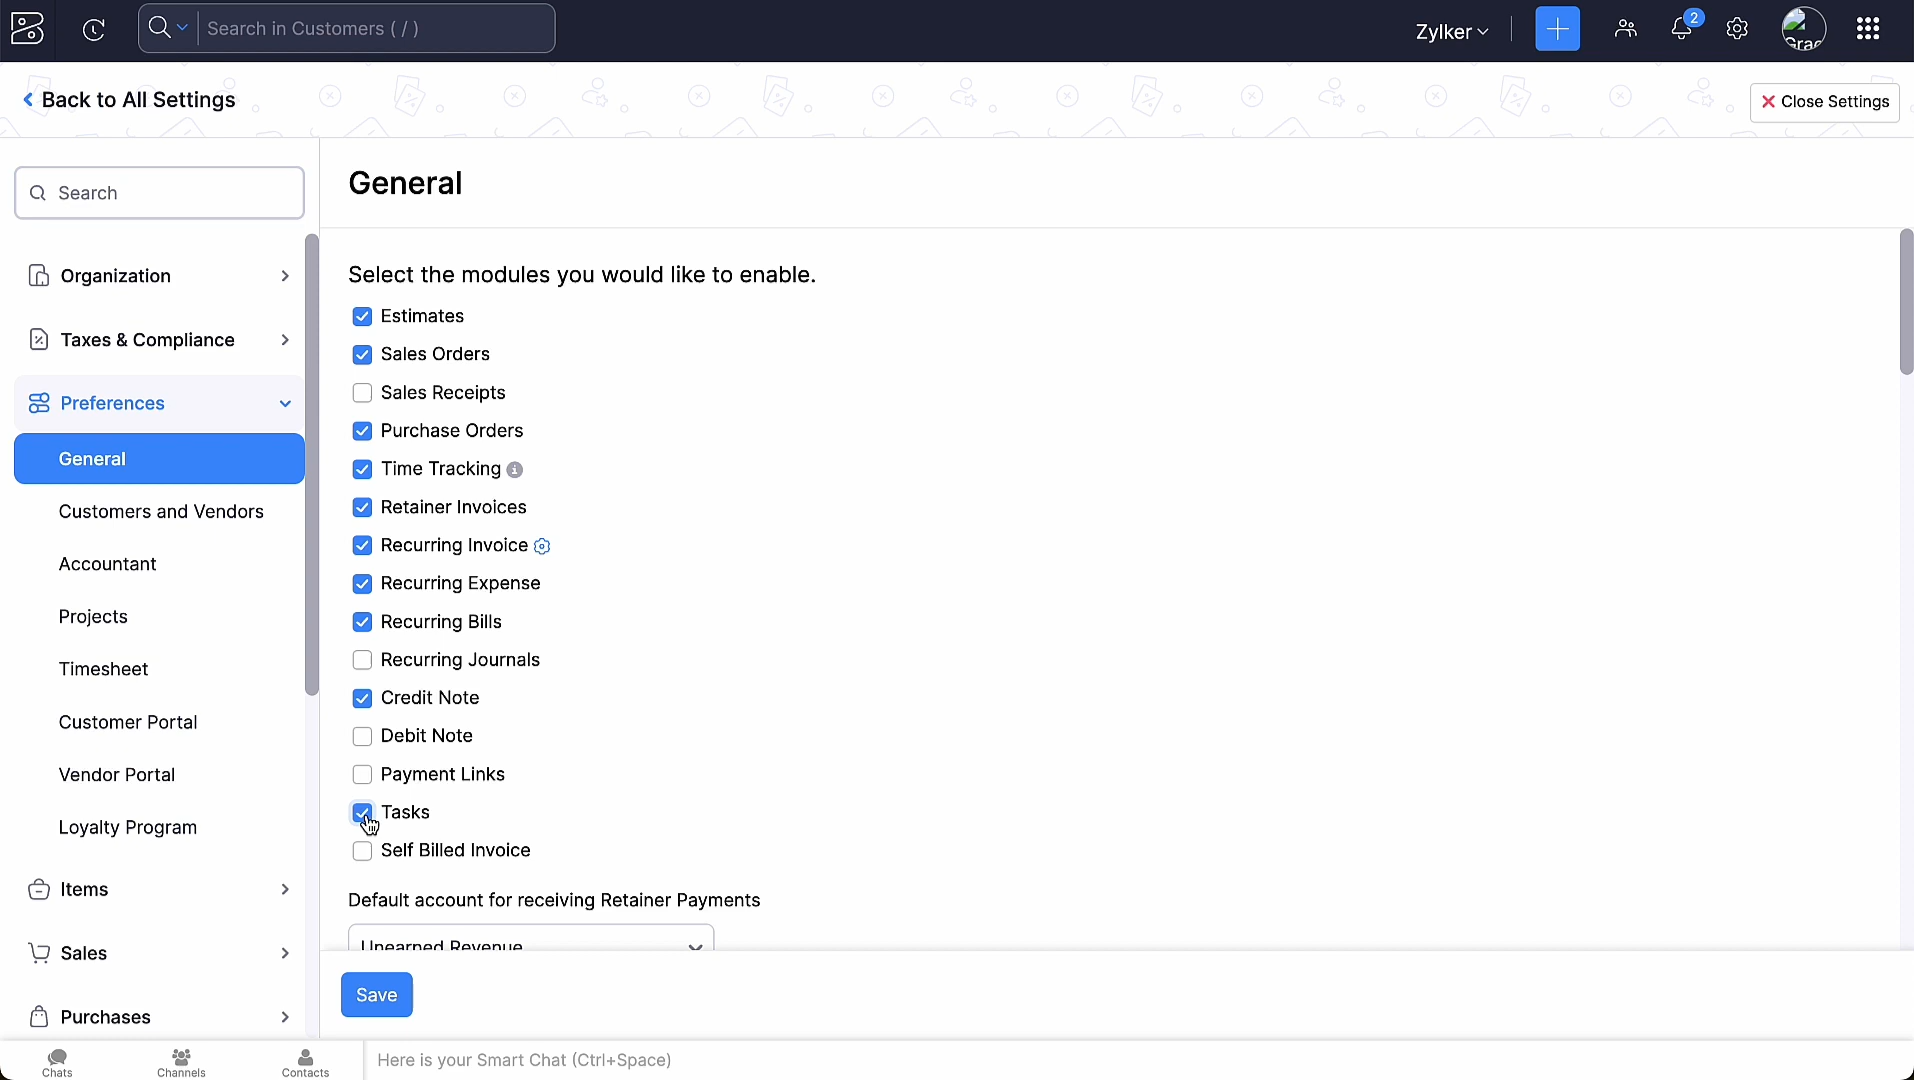 Search in Customers ( / )
Zylker
2
Grac
Back to All Settings
Close Settings
Search
General
Organization
Select the modules you would like to enable.
Estimates
Taxes & Compliance
Sales Orders
Sales Receipts
Preferences
Purchase Orders
General
Time Tracking
Customers and Vendors
Retainer Invoices
Recurring Invoice
Accountant
Recurring Expense
Projects
Recurring Bills
Timesheet
Recurring Journals
Credit Note
Customer Portal
Debit Note
Vendor Portal
Payment Links
Loyalty Program
Tasks
Self Billed Invoice
Items
Default account for receiving Retainer Payments
Sales
Unearned Revenue
Save
Purchases
Chats
Channels
Contacts
Here is your Smart Chat (Ctrl+Space)